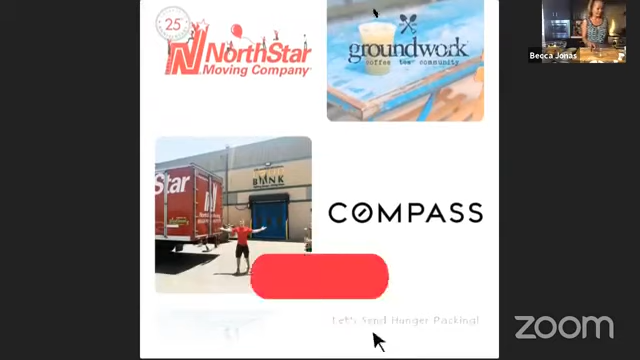 25
NorthStar
Moving Company
groundwork
coffee tea community
Becca Jonas
Star
BANK
COMPASS
Let's Send Hunger Packing!
zoom